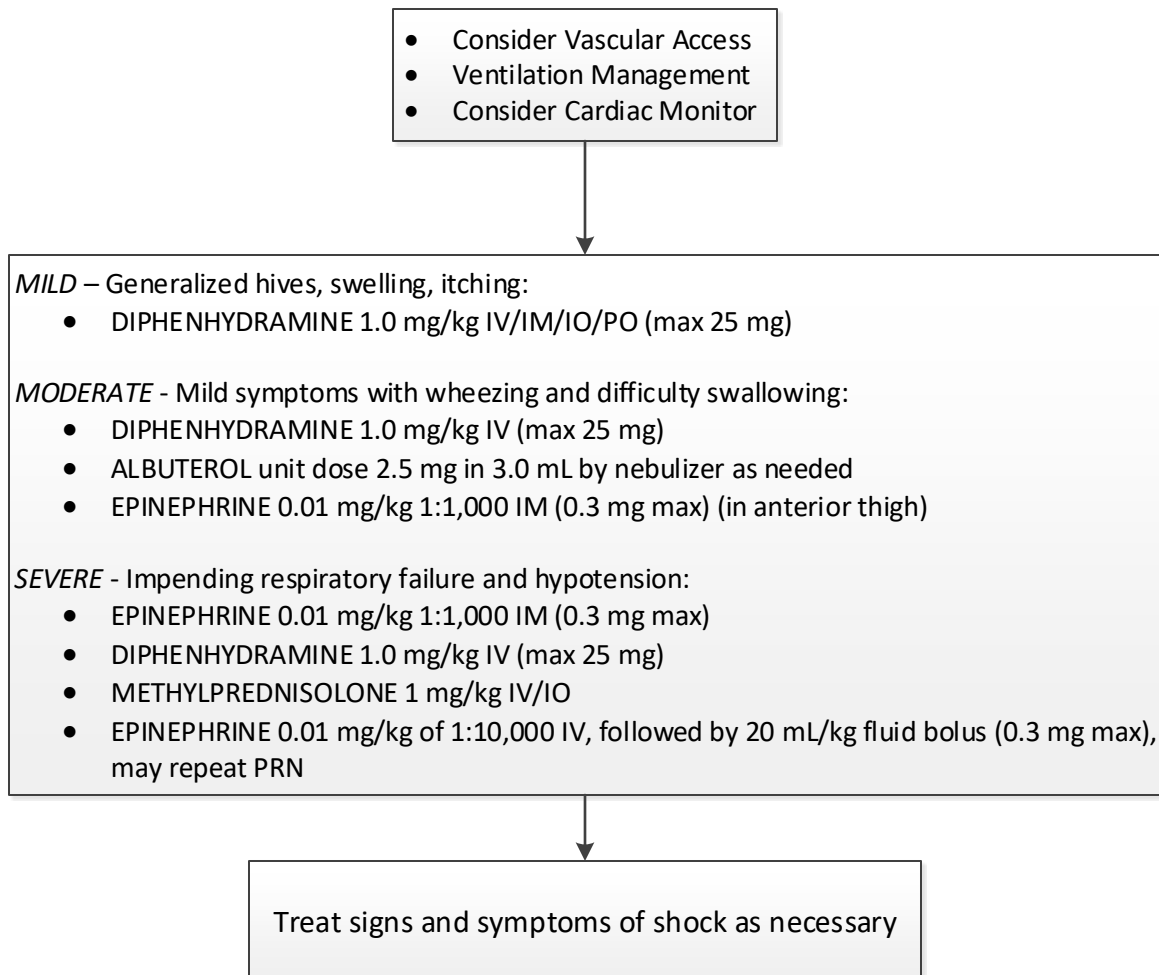 • Consider Vascular Access
• Ventilation Management
• Consider Cardiac Monitor
MILD – Generalized hives, swelling, itching:
• DIPHENHYDRAMINE 1.0 mg/kg IV/IM/IO/PO (max 25 mg)
MODERATE - Mild symptoms with wheezing and difficulty swallowing:
• DIPHENHYDRAMINE 1.0 mg/kg IV (max 25 mg)
• ALBUTEROL unit dose 2.5 mg in 3.0 mL by nebulizer as needed
• EPINEPHRINE 0.01 mg/kg 1:1,000 IM (0.3 mg max) (in anterior thigh)
SEVERE - Impending respiratory failure and hypotension:
• EPINEPHRINE 0.01 mg/kg 1:1,000 IM (0.3 mg max)
• DIPHENHYDRAMINE 1.0 mg/kg IV (max 25 mg)
• METHYLPREDNISOLONE 1 mg/kg IV/IO
• EPINEPHRINE 0.01 mg/kg of 1:10,000 IV, followed by 20 mL/kg fluid bolus (0.3 mg max),
may repeat PRN
Treat signs and symptoms of shock as necessary